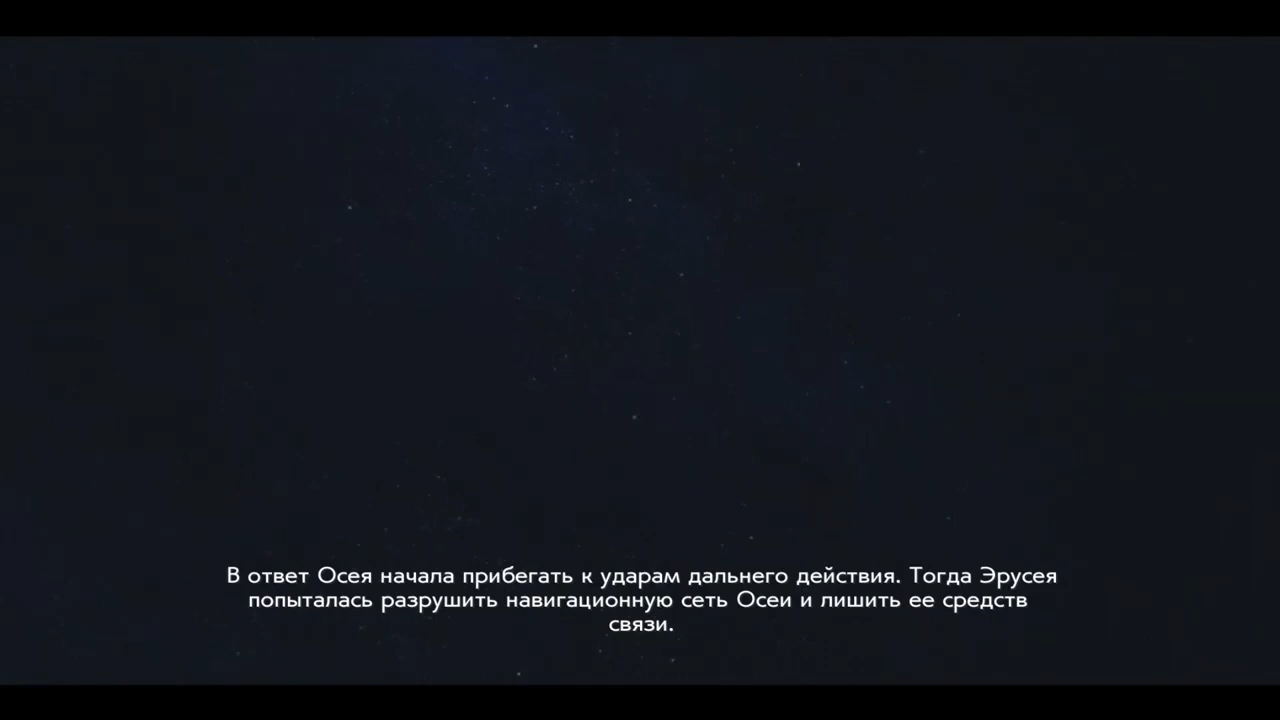 В ответ Осея начала прибегать к ударам дальнего действия. Тогда Эрусея
попыталась разрушить навигационную сеть Осеи и лишить ее средств
связи.